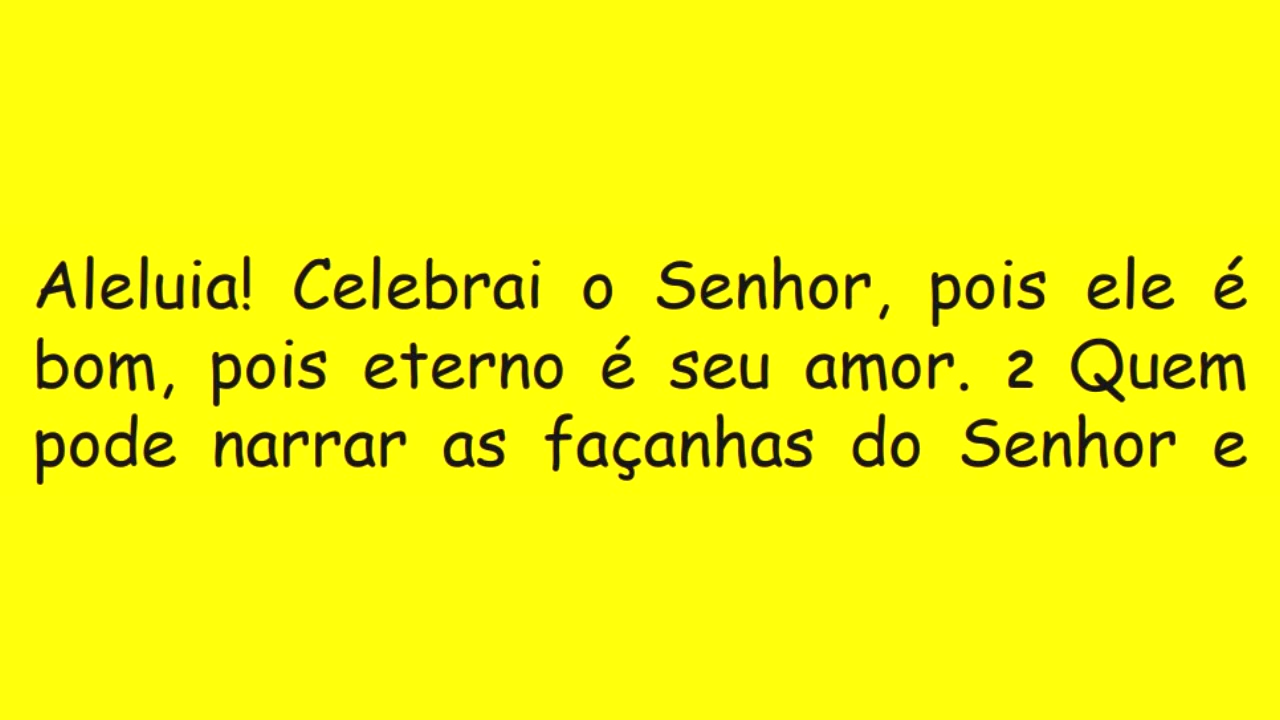 Aleluia! Celebrai o Senhor, pois ele é
bom, pois eterno é seu amor. 2 Quem
pode narrar as façanhas do Senhor e